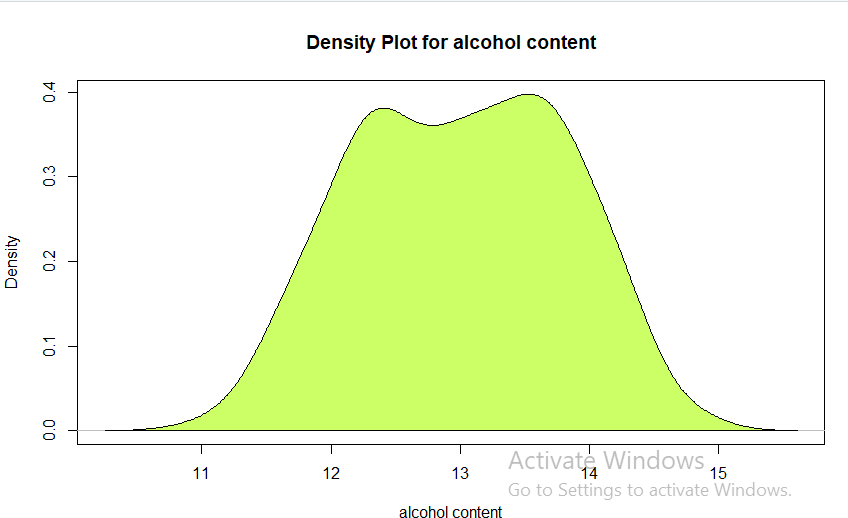 Density Plot for alcohol content
0.4
0.3
0.2
0.1
0.0
Density
11 12 13 14 15
alcohol content
Activate Windows
Go to Settings to activate Windows.